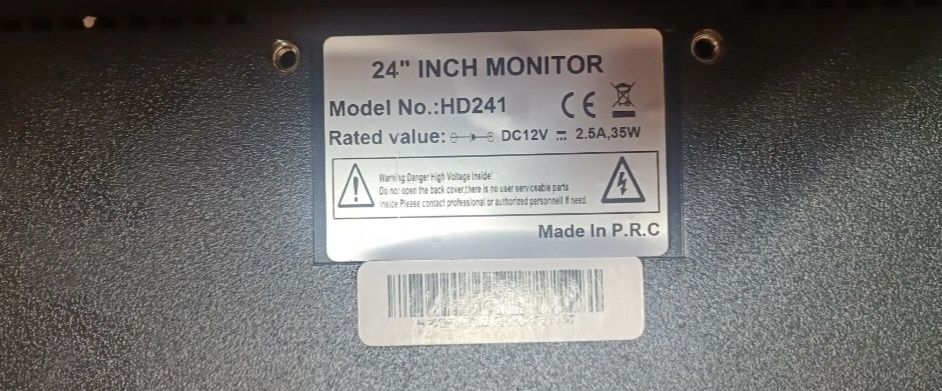 24" INCH MONITOR
Model No.:HD241 CE
Rated value: DC12V 2.5A,35W
Warning Danger High Voltage Inside!
Do not open the back cover,there is no user serviceable parts
Inside Please contact professional or authorized personnell if need.
Made In P.R.C